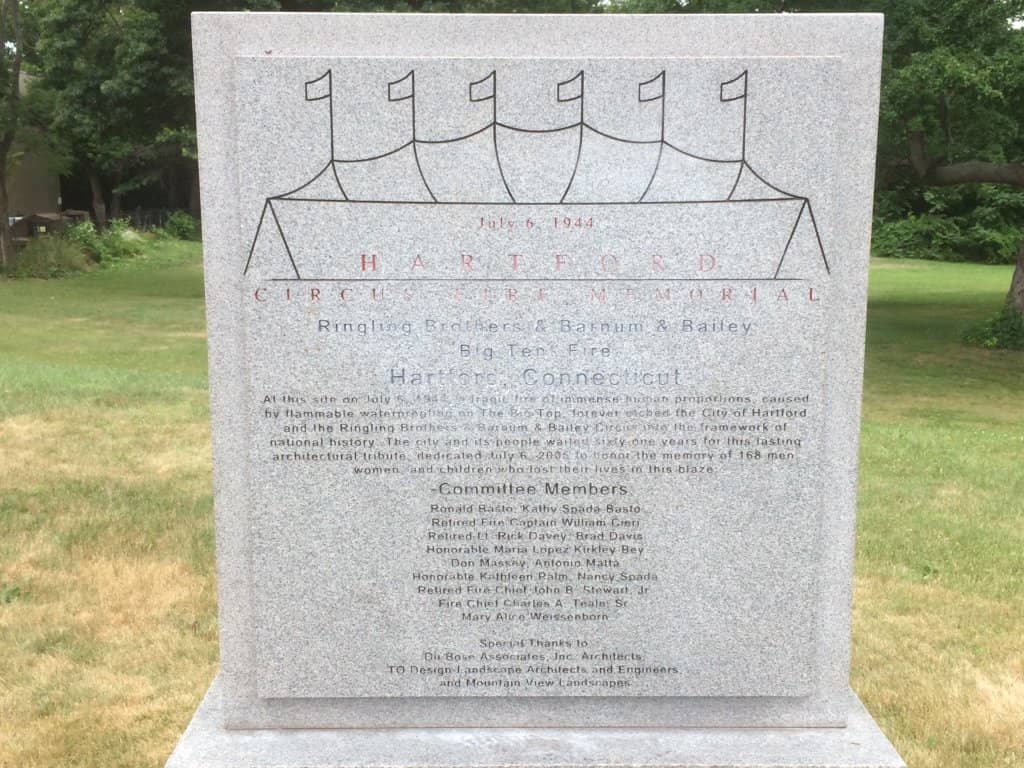 July 6, 1944
HARTFORD
CIRCUS FIRE MEMORIAL
Ringling Brothers & Barnum & Bailey
"Big Tent" Fire
Hartford, Connecticut
At this site on July 6, 1944, a tragic fire of immense human proportions, caused
by flammable waterproofing on The Big Top, forever etched the City of Hartford
and the Ringling Brothers & Barnum & Bailey Circus into the framework of
national history. The city and its people waited sixty-one years for this lasting
architectural tribute, dedicated July 6, 2005 to honor the memory of 168 men,
women, and children who lost their lives in this blaze.
-Committee Members
Ronald Basto, Kathy Spada Basto
Retired Fire Captain William Cieri
Retired Lt. Rick Davey, Brad Davis
Honorable Maria Lopez Kirkley-Bey
Don Massey, Antonio Matta
Honorable Kathleen Palm, Nancy Spada
Retired Fire Chief John B. Stewart, Jr
Fire Chief Charles A. Teale, Sr
Mary Alice Weissenborn
Special Thanks to
Du Bose Associates, Inc. Architects,
TO Design-Landscape Architects and Engineers
and Mountain View Landscapes